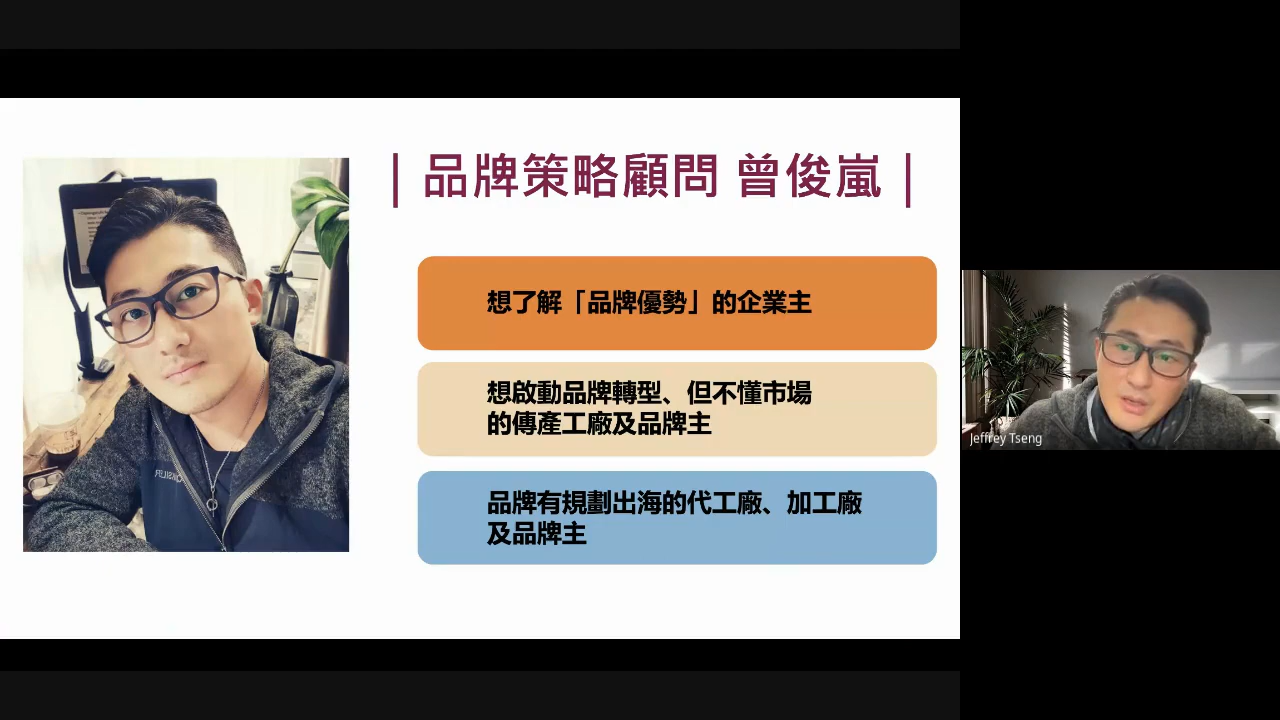 ｜品牌策略顧問 曾俊嵐｜
想了解「品牌優勢」的企業主
想啟動品牌轉型、但不懂市場
的傳產工廠及品牌主
品牌有規劃出海的代工廠、加工廠
及品牌主
Jeffrey Tseng